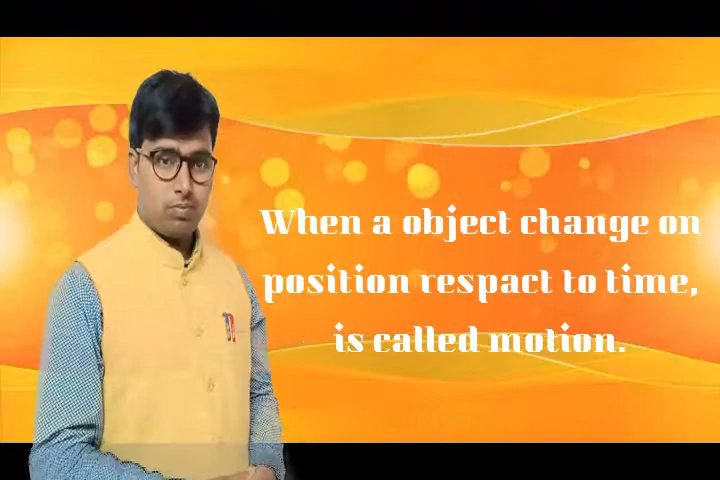 When a object change on
position respact to time,
is called motion.